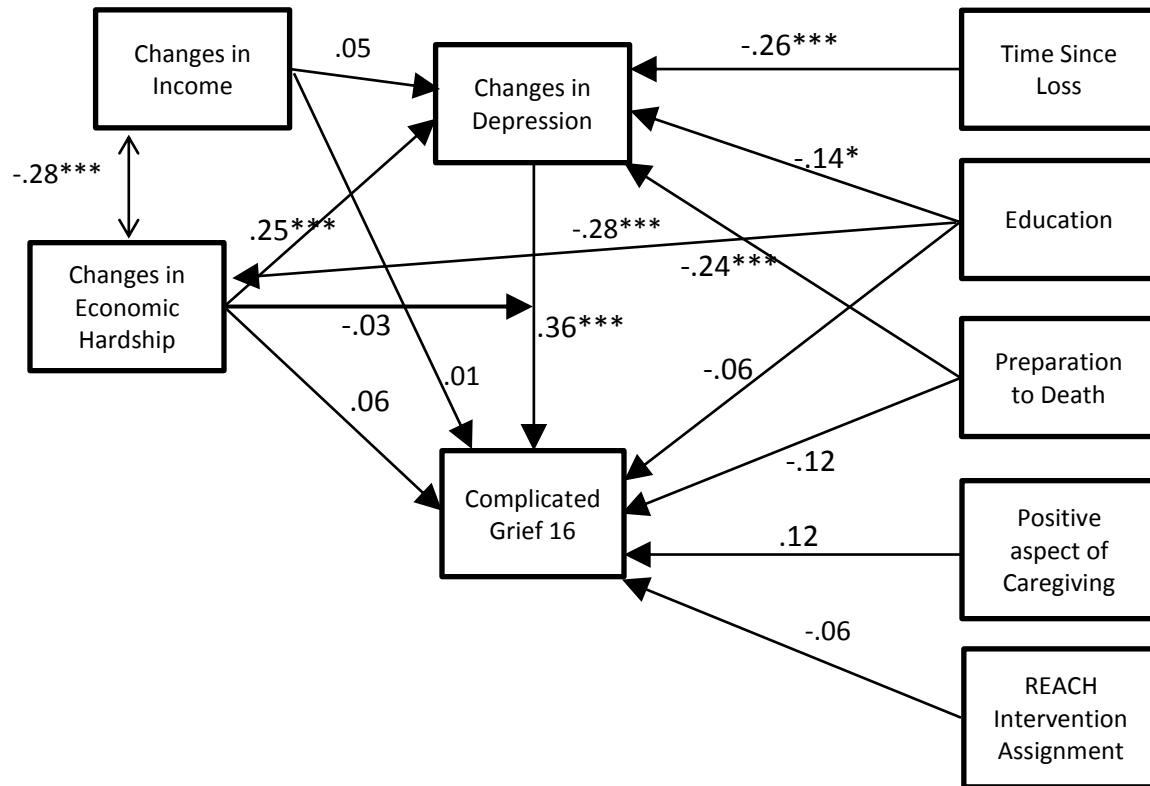 Changes in
Income
.05
Changes in
Depression
-.26***
Time Since
Loss
-.28***
-.14*
Education
.25***
-.28***
Changes in
Economic
Hardship
-.24***
-.03
.36***
-.06
Preparation
to Death
.06
.01
-.12
Complicated
Grief 16
.12
Positive
aspect of
Caregiving
-.06
REACH
Intervention
Assignment